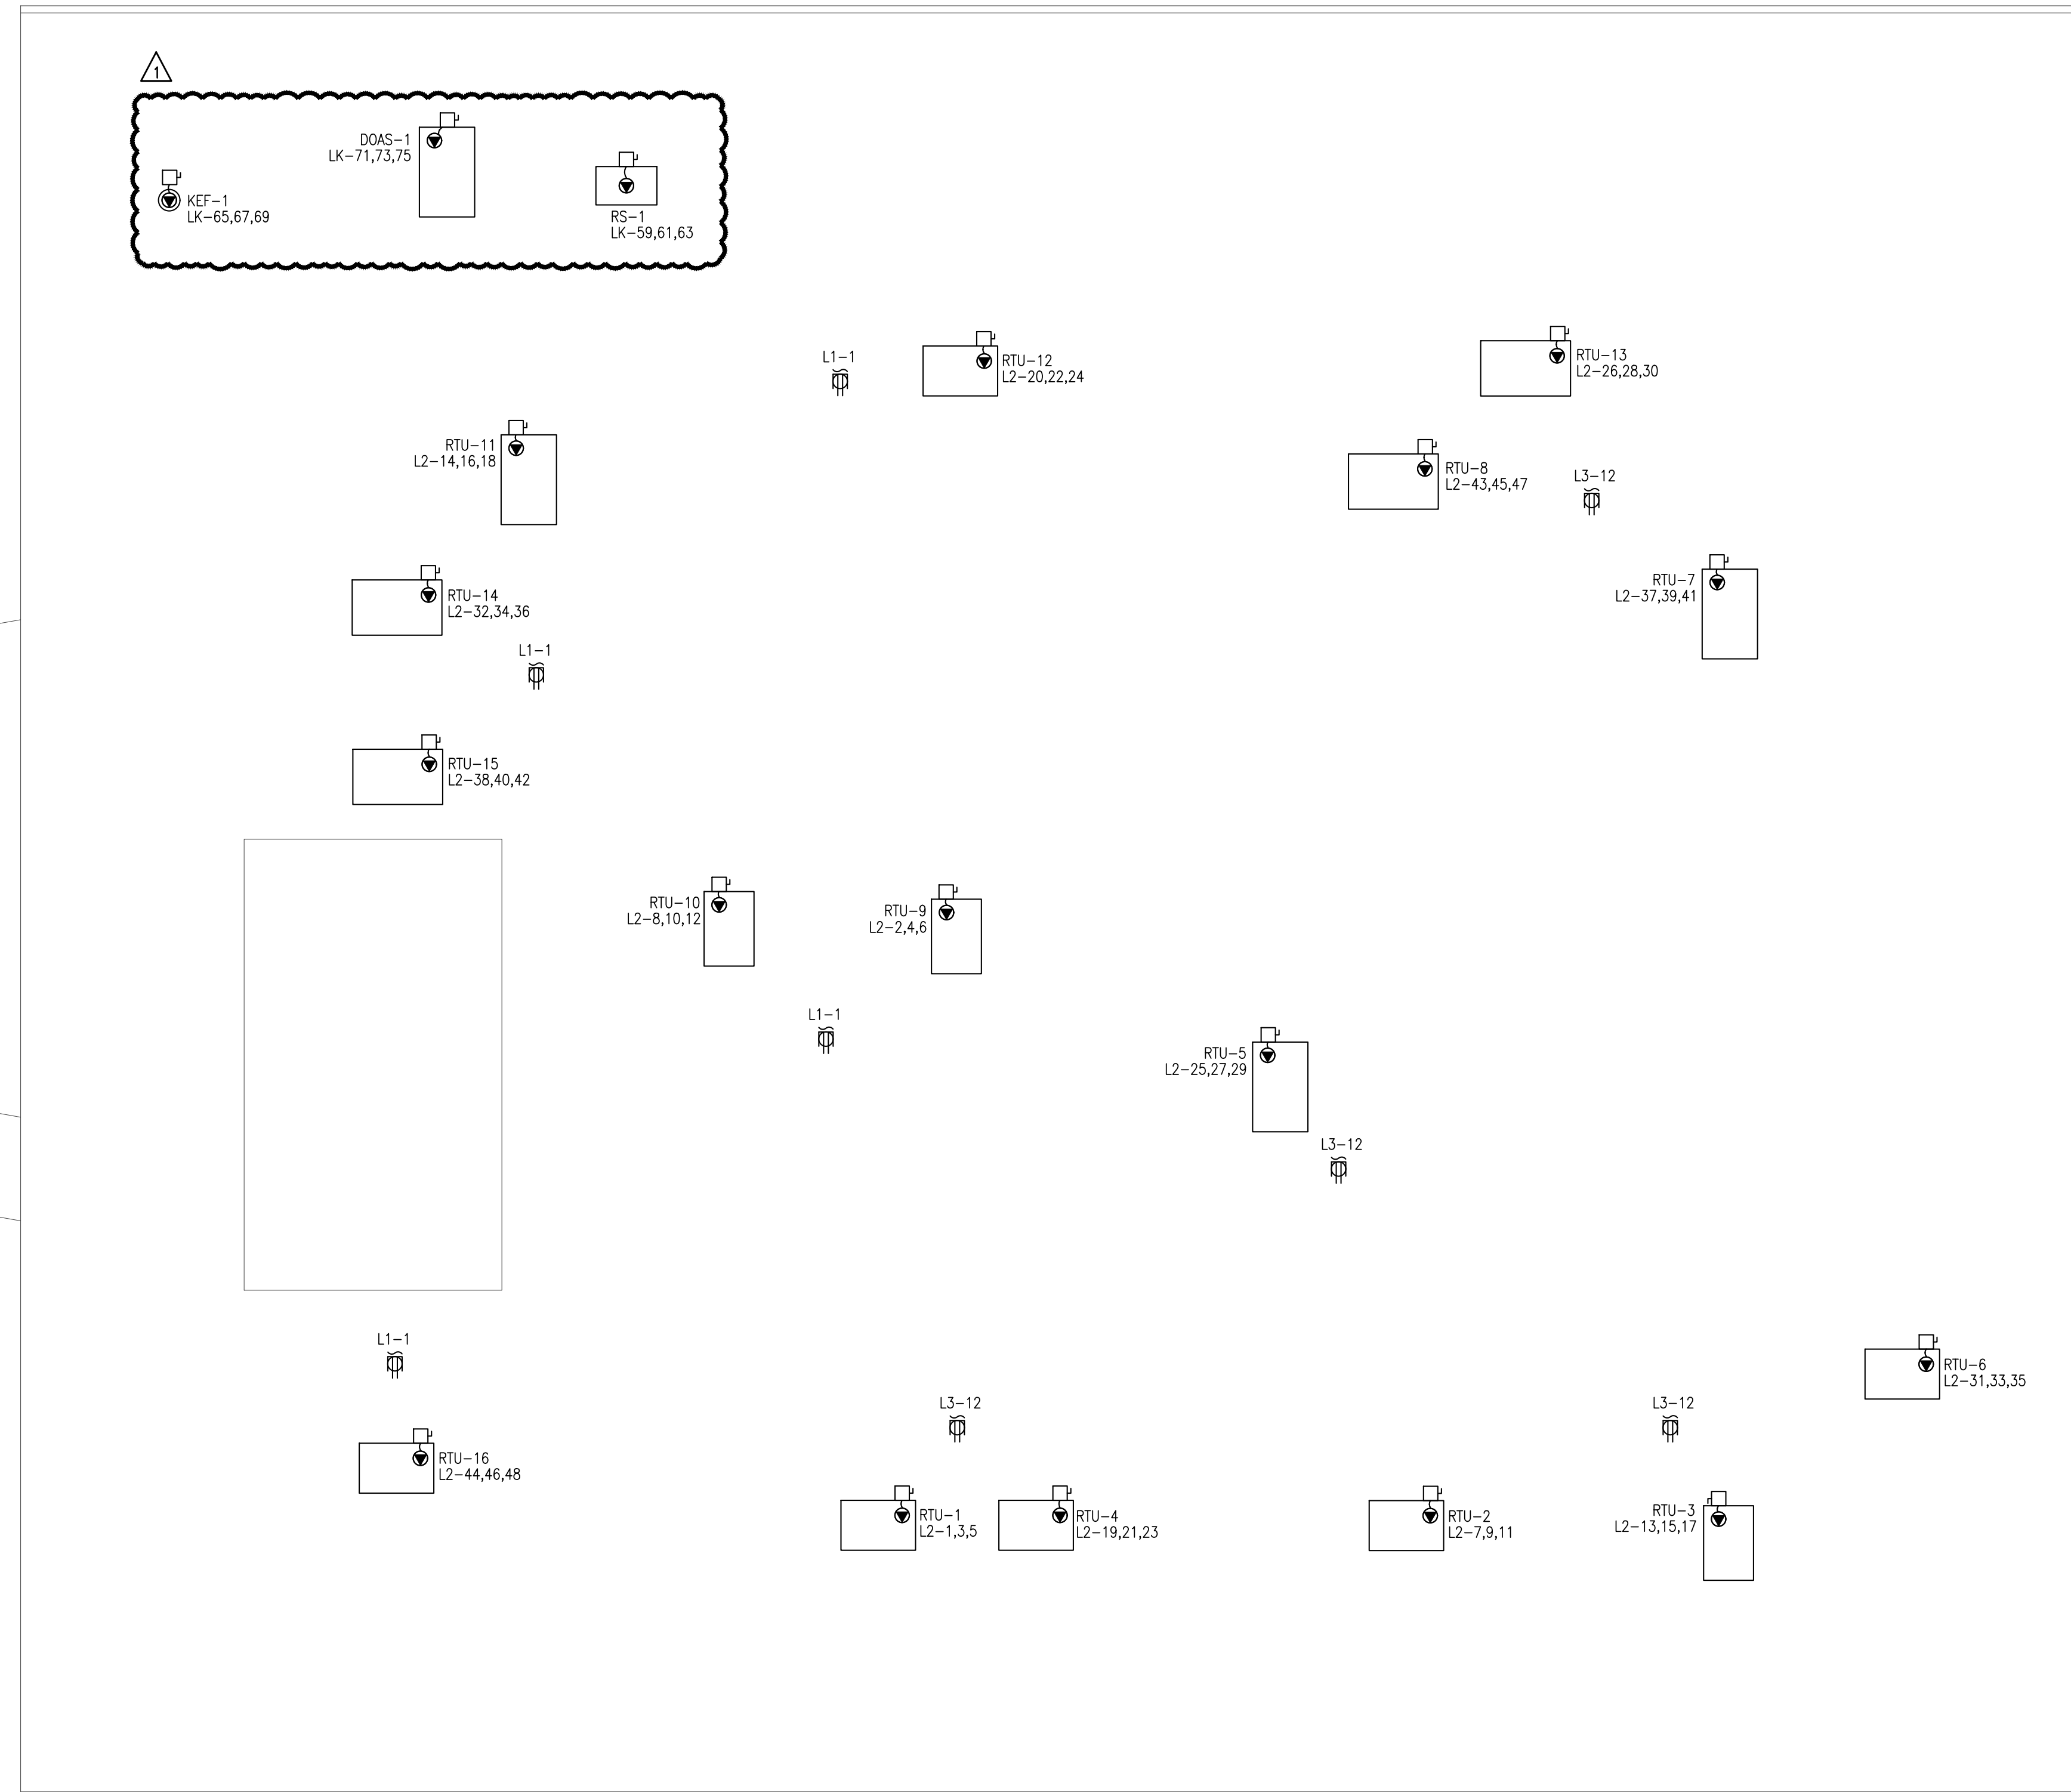 1
DOAS-1
LK-71,73,75
KEF-1
LK-65,67,69
RS-1
LK-59,61,63
L1-1
RTU-12
L2-20,22,24
RTU-13
L2-26,28,30
RTU-11
L2-14,16,18
RTU-8
L2-43,45,47
L3-12
RTU-14
L2-32,34,36
RTU-7
L2-37,39,41
L1-1
RTU-15
L2-38,40,42
RTU-10
L2-8,10,12
RTU-9
L2-2,4,6
L1-1
RTU-5
L2-25,27,29
L3-12
L1-1
RTU-6
L2-31,33,35
L3-12
L3-12
RTU-16
L2-44,46,48
RTU-1
L2-1,3,5
RTU-4
L2-19,21,23
RTU-2
L2-7,9,11
RTU-3
L2-13,15,17